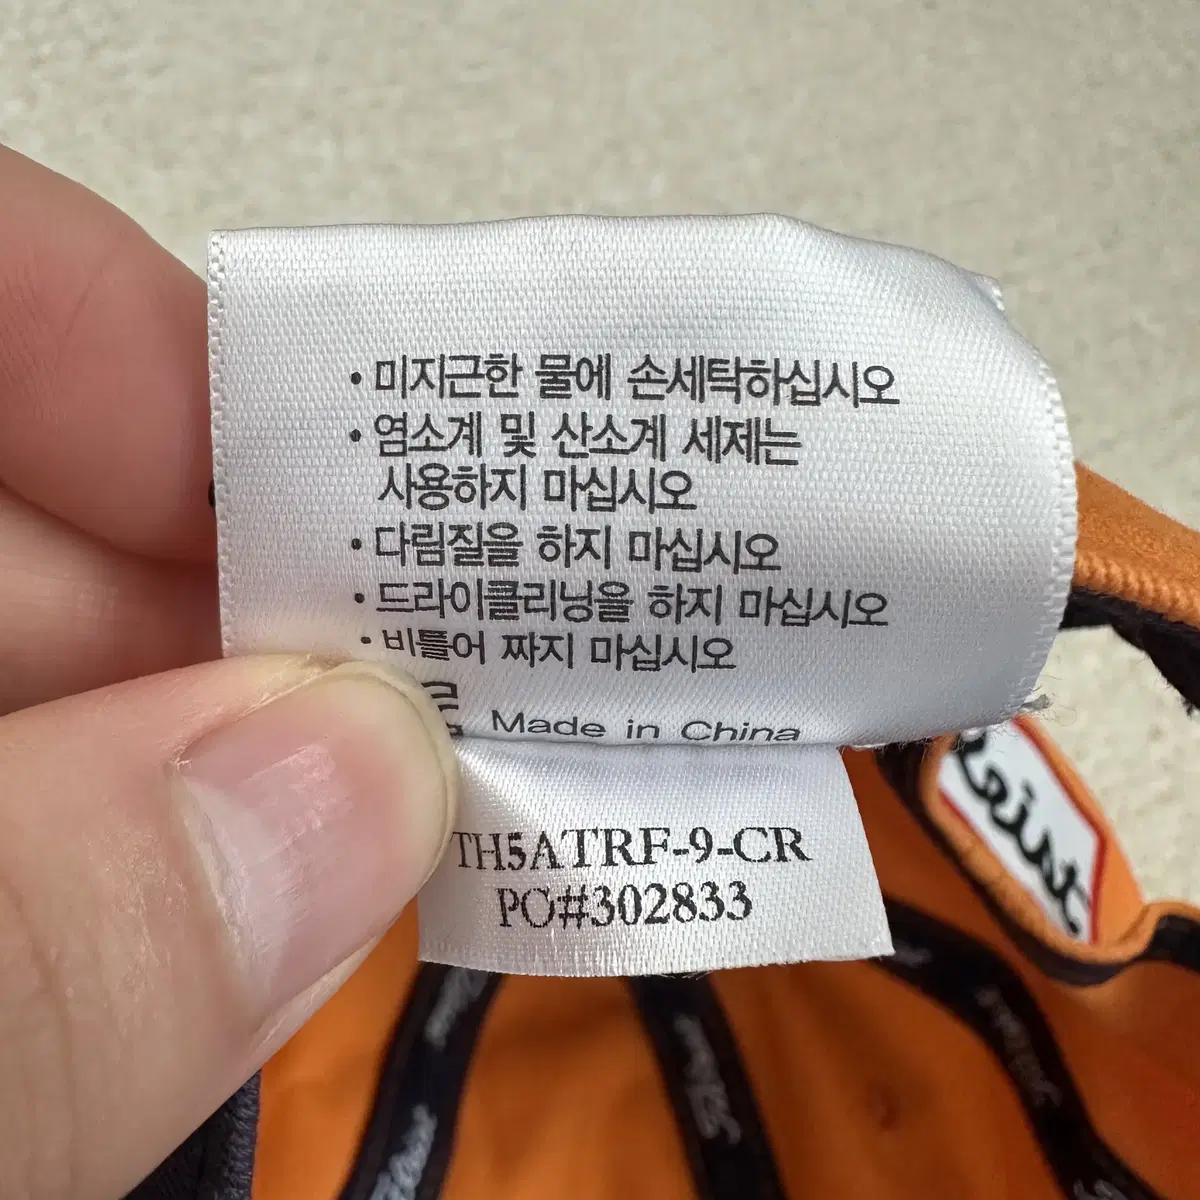 • 미지근한 물에 손세탁하십시오
• 염소계 및 산소계 세제는
사용하지 마십시오
• 다림질을 하지 마십시오
• 드라이클리닝을 하지 마십시오
• 비틀어 짜지 마십시오
Made in China
TH5ATRF-9-CR
PO#302833
Titleist